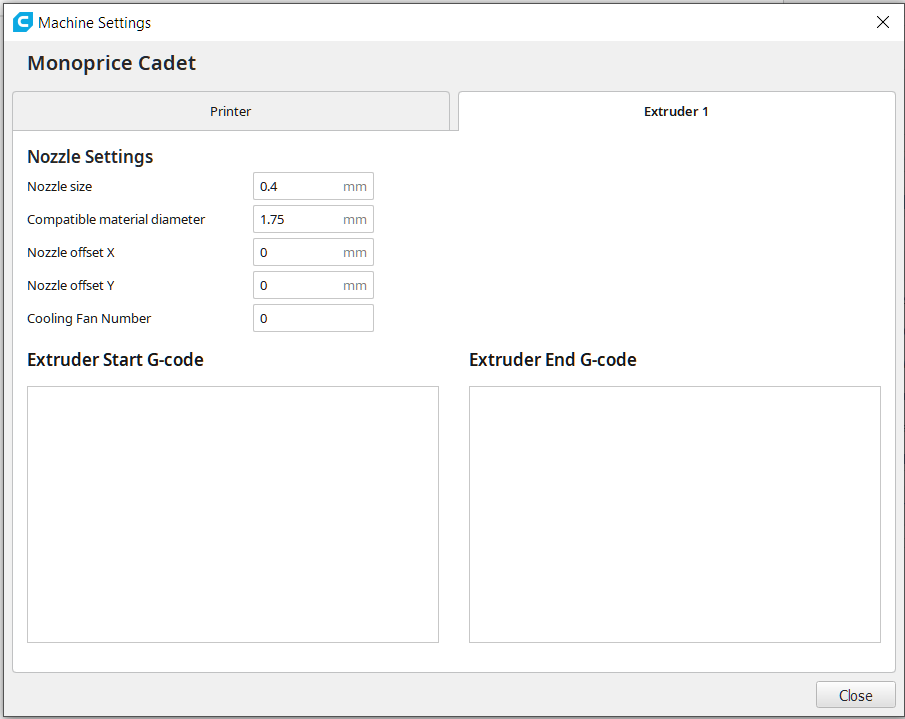 Machine Settings
Monoprice Cadet
Printer
Extruder 1
Nozzle Settings
Nozzle size 0.4 mm
Compatible material diameter 1.75 mm
Nozzle offset X 0 mm
Nozzle offset Y 0 mm
Cooling Fan Number 0
Extruder Start G-code
Extruder End G-code
Close